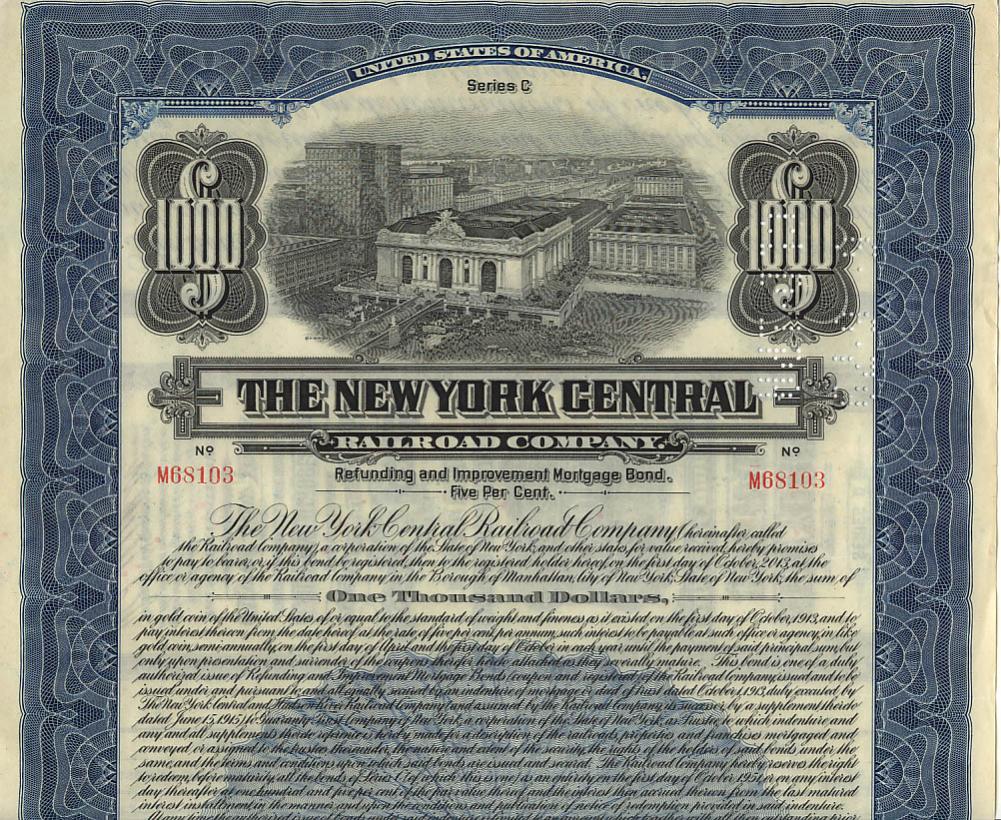 UNITED STATES OF AMERICA.
Series C
1000
1000
THE NEW YORK CENTRAL
RAILROAD COMPANY.
Nº
Nº
M68103
M68103
Refunding and Improvement Mortgage Bond.
Five Per Cent.
The New York Central Railroad Company (hereinafter called
the Railroad Company), a corporation of the State of New York and other states, for value received, hereby promises
to pay to bearer, or, if this bond be registered, then to the registered holder hereof, on the first day of October, 2013, at the
office or agency of the Railroad Company in the Borough of Manhattan, City of New York, State of New York, the sum of
One Thousand Dollars,
in gold coin of the United States of or equal to the standard of weight and fineness as it existed on the first day of October, 1913, and to
pay interest thereon from the date hereof at the rate of five per cent per annum, such interest to be payable at such office or agency, in like
gold coin, semi-annually, on the first day of April and the first day of October in each year until the payment of said principal sum, but
only upon presentation and surrender of the coupons therefor hereto attached as they severally mature. This bond is one of a duly
authorized issue of Refunding and Improvement Mortgage Bonds (coupon and registered) of the Railroad Company issued and to be
issued under and pursuant to, and all equally secured by an indenture of mortgage or deed of trust dated October 1, 1913, duly executed by
The New York Central and Hudson River Railroad Company (and assumed by the Railroad Company, its successor by a supplement thereto
dated June 15, 1915) to Guaranty Trust Company of New York, a corporation of the State of New York, as Trustee, to which indenture and
any and all supplements thereto reference is hereby made for a description of the railroads, properties and franchises mortgaged and
conveyed or assigned to the trustee thereunder, the nature and extent of the security, the rights of the holders of said bonds under the
same, and the terms and conditions upon which said bonds are issued and secured. The Railroad Company hereby reserves the right
to redeem, before maturity, all the bonds of Series C (of which this is one) as an entirety on the first day of October 1951, or on any interest
day thereafter at one hundred and five per cent of the par value thereof and the interest then accrued thereon from the last matured
interest instalment, in the manner and upon the conditions and publication of notice of redemption provided in said indenture.